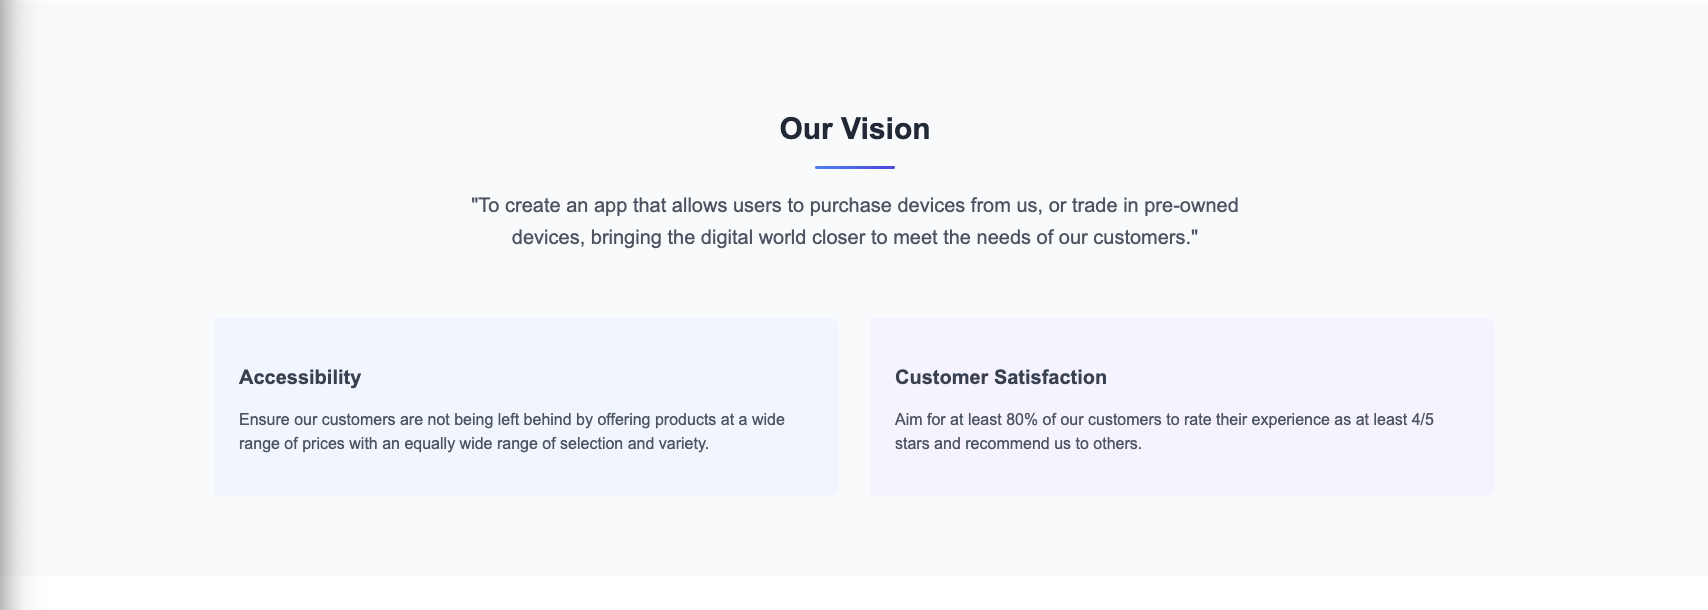 Our Vision
"To create an app that allows users to purchase devices from us, or trade in pre-owned
devices, bringing the digital world closer to meet the needs of our customers."
Accessibility
Ensure our customers are not being left behind by offering products at a wide
range of prices with an equally wide range of selection and variety.
Customer Satisfaction
Aim for at least 80% of our customers to rate their experience as at least 4/5
stars and recommend us to others.